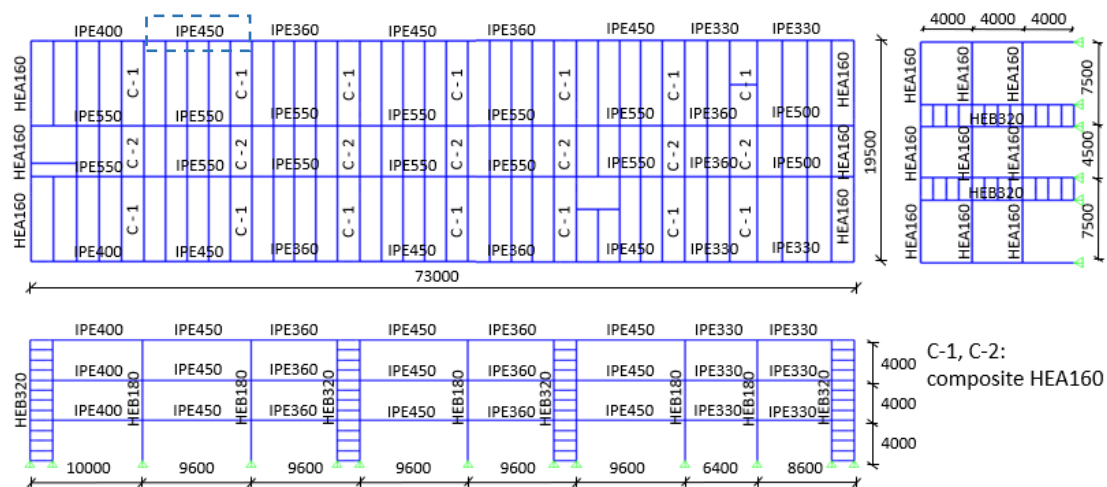 IPE400 IPE450 IPE360 IPE450 IPE360 IPE450 IPE330 IPE330
HEA160 C - 1 C - 1 C - 1 C - 1 C - 1 C - 1 C - 1 HEA160
IPE550 IPE550 IPE550 IPE550 IPE550 IPE550 IPE360 IPE500
HEA160 C - 2 C - 2 C - 2 C - 2 C - 2 C - 2 C - 2 HEA160
IPE550 IPE550 IPE550 IPE550 IPE550 IPE550 IPE360 IPE500
HEA160 C - 1 C - 1 C - 1 C - 1 C - 1 C - 1 C - 1 HEA160
IPE400 IPE450 IPE360 IPE450 IPE360 IPE450 IPE330 IPE330
19500
73000
4000 4000 4000
HEA160 HEA160 HEA160
7500
HEB320
HEA160 HEA160 HEA160
4500
HEB320
HEA160 HEA160 HEA160
7500
IPE400 IPE450 IPE360 IPE450 IPE360 IPE450 IPE330 IPE330
4000
IPE400 IPE450 IPE360 IPE450 IPE360 IPE450 IPE330 IPE330
HEB320 HEB180 HEB180 HEB320 HEB180 HEB320 HEB180 HEB180 HEB320
4000
IPE400 IPE450 IPE360 IPE450 IPE360 IPE450 IPE330 IPE330
4000
10000 9600 9600 9600 9600 9600 6400 8600
C-1, C-2:
composite HEA160